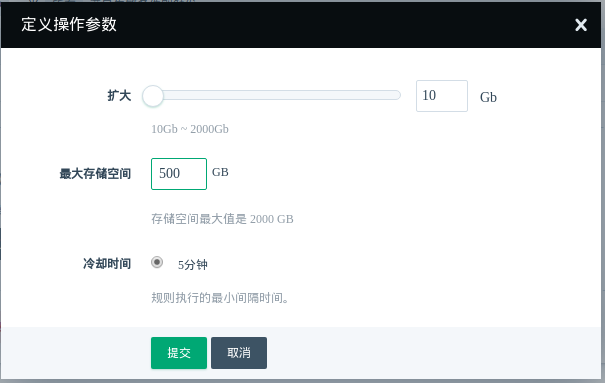 定义操作参数
扩大 10 Gb
10Gb ~ 2000Gb
最大存储空间 500 GB
存储空间最大值是 2000 GB
冷却时间 5分钟
规则执行的最小间隔时间。
提交 取消